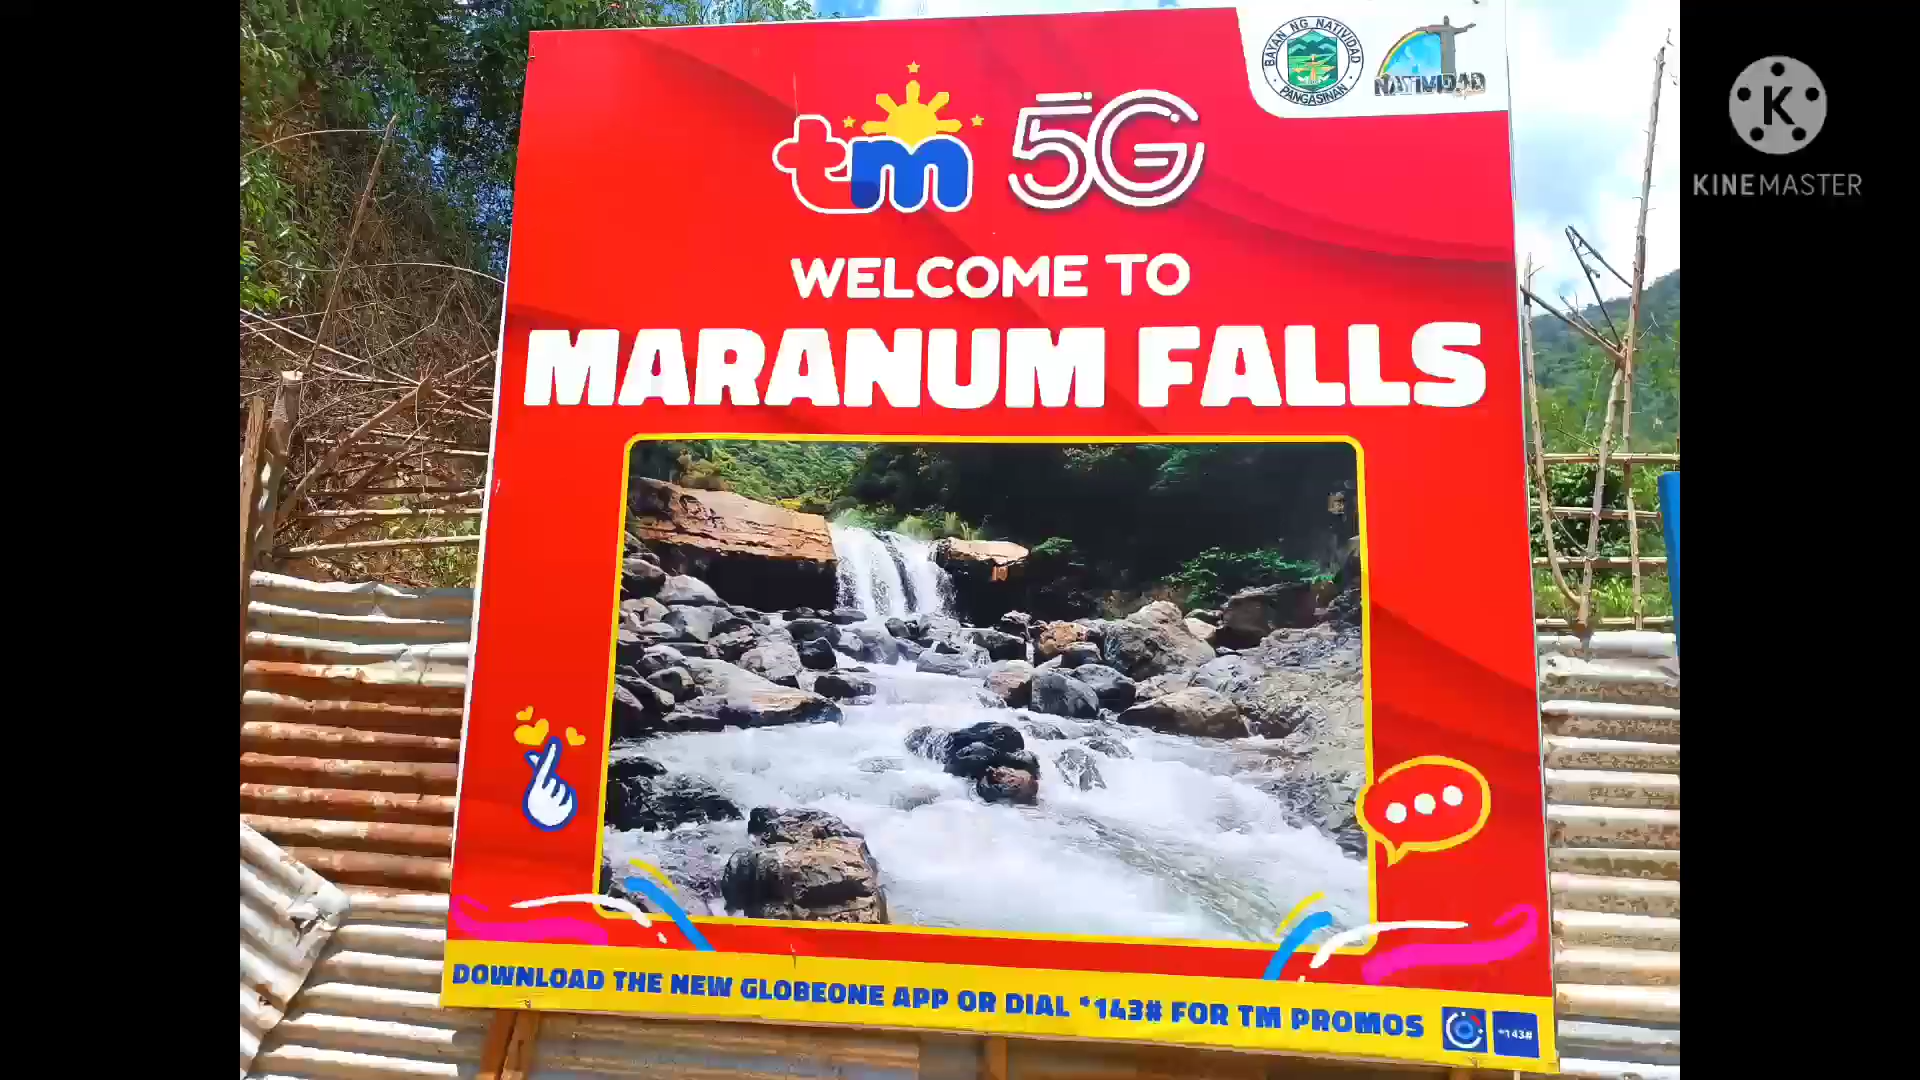 BAYAN NG NATIVIDAD
PANGASINAN
NATIVIDAD
tm 5G
WELCOME TO
MARANUM FALLS
DOWNLOAD THE NEW GLOBEONE APP OR DIAL *143# FOR TM PROMOS
*143#
K
KINEMASTER